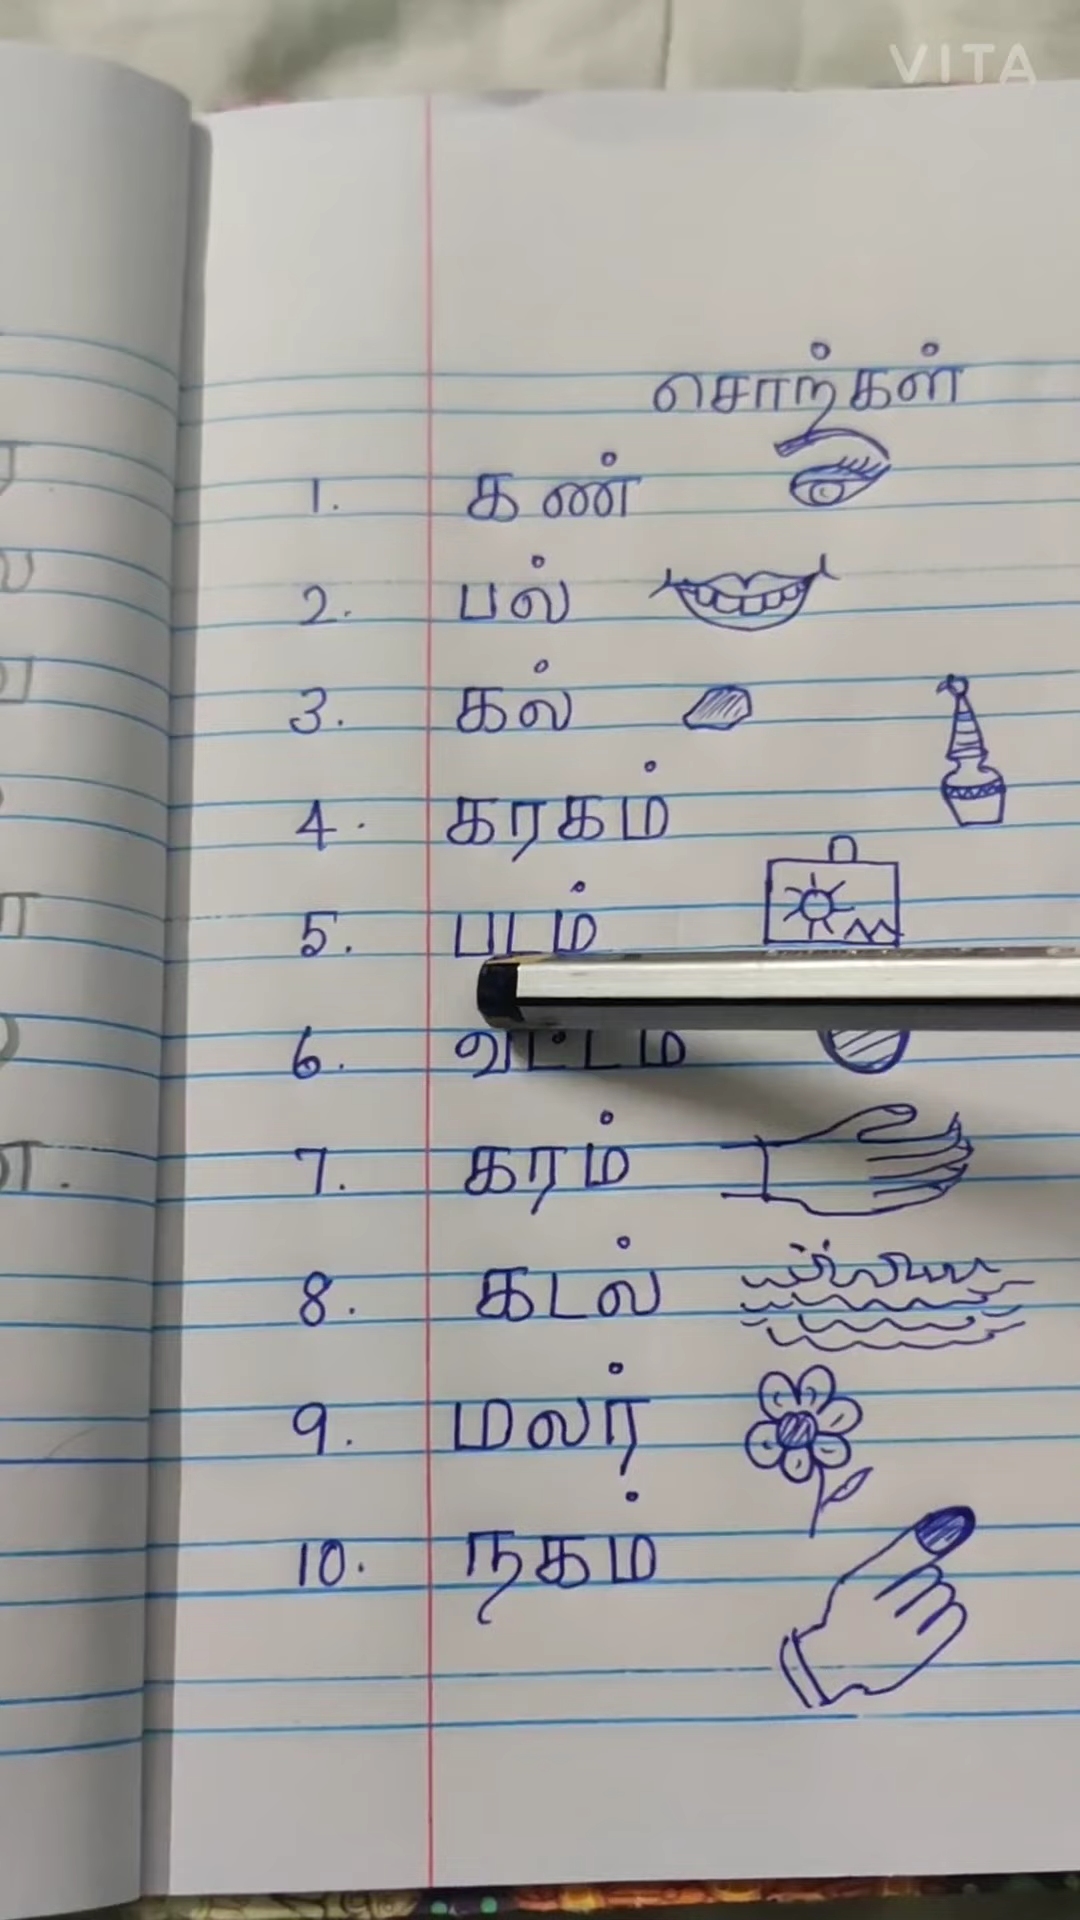 VITA
சொற்கள்
1. கண்
2. பல்
3. கல்
4. கரகம்
5. படம்
6. வட்டம்
7. கரம்
8. கடல்
9. மலர்
10. நகம்